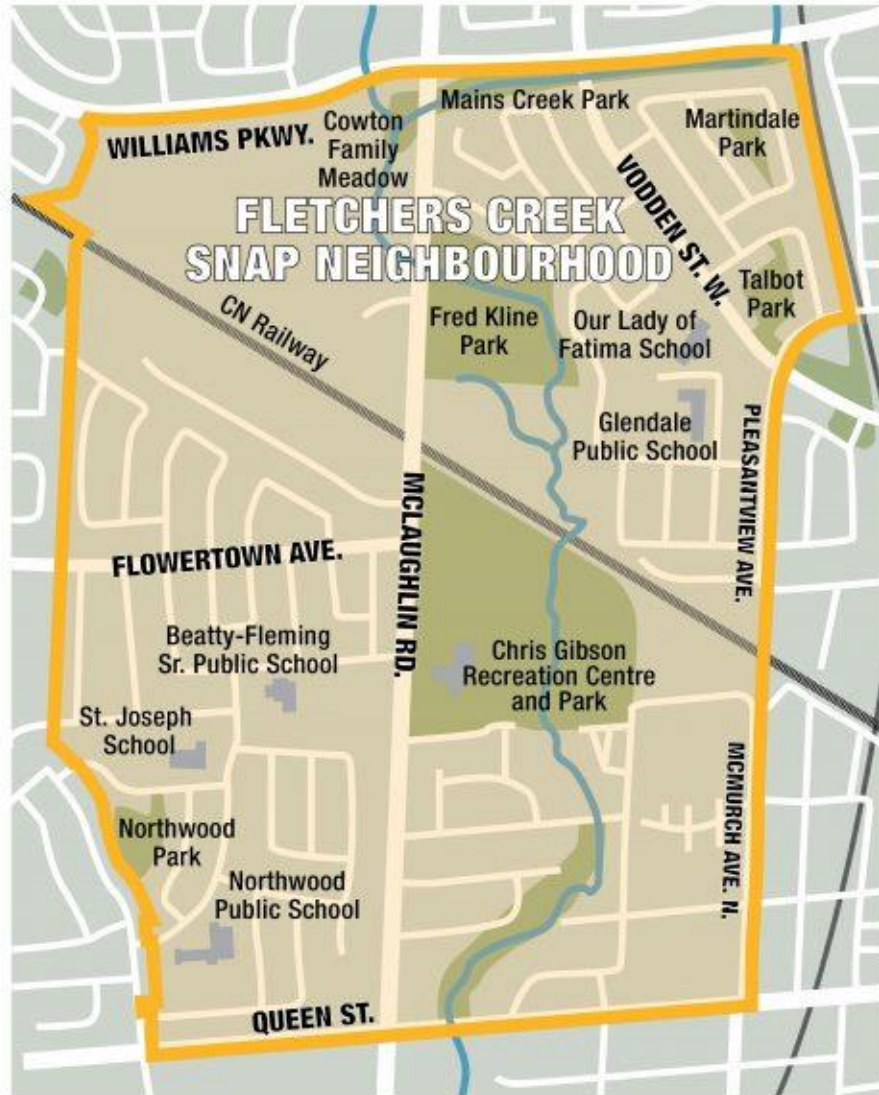 Mains Creek Park
WILLIAMS PKWY.
Cowton
Family
Meadow
Martindale
Park
VODDEN ST. W.
FLETCHERS CREEK
SNAP NEIGHBOURHOOD
Talbot
Park
CN Railway
Fred Kline
Park
Our Lady of
Fatima School
Glendale
Public School
PLEASANTVIEW AVE.
MCLAUGHLIN RD.
FLOWERTOWN AVE.
Beatty-Fleming
Sr. Public School
Chris Gibson
Recreation Centre
and Park
St. Joseph
School
MCMURCH AVE. N.
Northwood
Park
Northwood
Public School
QUEEN ST.